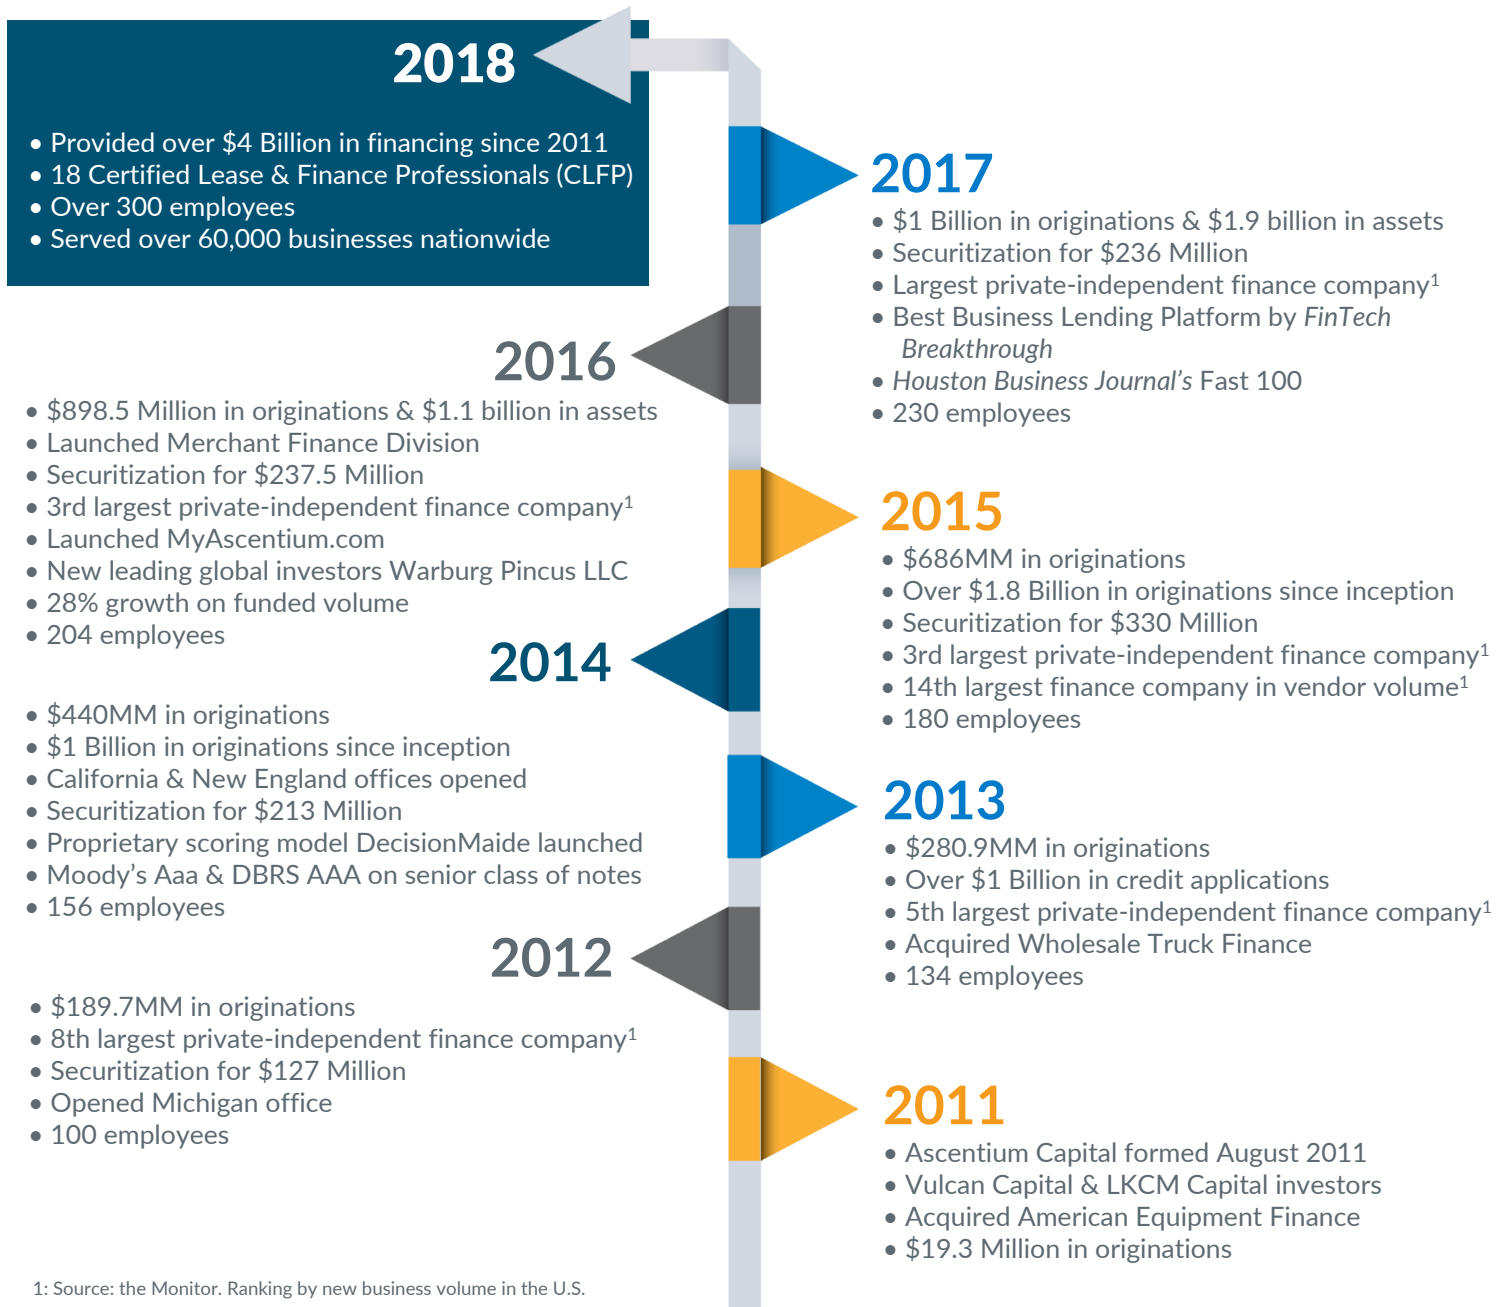 2018
• Provided over $4 Billion in financing since 2011
• 18 Certified Lease & Finance Professionals (CLFP)
• Over 300 employees
• Served over 60,000 businesses nationwide
2017
• $1 Billion in originations & $1.9 billion in assets
• Securitization for $236 Million
• Largest private-independent finance company¹
• Best Business Lending Platform by FinTech
Breakthrough
• Houston Business Journal’s Fast 100
• 230 employees
2016
• $898.5 Million in originations & $1.1 billion in assets
• Launched Merchant Finance Division
• Securitization for $237.5 Million
• 3rd largest private-independent finance company¹
• Launched MyAscentium.com
• New leading global investors Warburg Pincus LLC
• 28% growth on funded volume
• 204 employees
2015
• $686MM in originations
• Over $1.8 Billion in originations since inception
• Securitization for $330 Million
• 3rd largest private-independent finance company¹
• 14th largest finance company in vendor volume¹
• 180 employees
2014
• $440MM in originations
• $1 Billion in originations since inception
• California & New England offices opened
• Securitization for $213 Million
• Proprietary scoring model DecisionMaide launched
• Moody’s Aaa & DBRS AAA on senior class of notes
• 156 employees
2013
• $280.9MM in originations
• Over $1 Billion in credit applications
• 5th largest private-independent finance company¹
• Acquired Wholesale Truck Finance
• 134 employees
2012
• $189.7MM in originations
• 8th largest private-independent finance company¹
• Securitization for $127 Million
• Opened Michigan office
• 100 employees
2011
• Ascentium Capital formed August 2011
• Vulcan Capital & LKCM Capital investors
• Acquired American Equipment Finance
• $19.3 Million in originations
1: Source: the Monitor. Ranking by new business volume in the U.S.